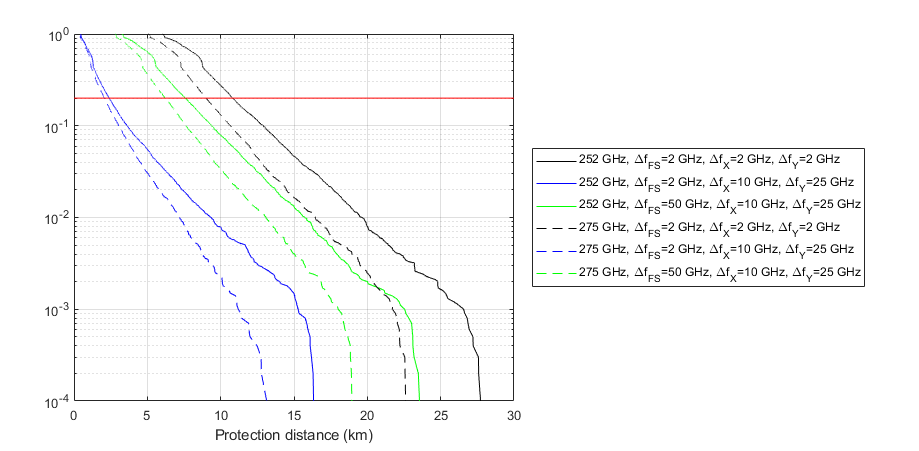 10^0
10^-1
10^-2
10^-3
10^-4
0 5 10 15 20 25 30
Protection distance (km)
252 GHz, Δf_FS=2 GHz, Δf_X=2 GHz, Δf_Y=2 GHz
252 GHz, Δf_FS=2 GHz, Δf_X=10 GHz, Δf_Y=25 GHz
252 GHz, Δf_FS=50 GHz, Δf_X=10 GHz, Δf_Y=25 GHz
275 GHz, Δf_FS=2 GHz, Δf_X=2 GHz, Δf_Y=2 GHz
275 GHz, Δf_FS=2 GHz, Δf_X=10 GHz, Δf_Y=25 GHz
275 GHz, Δf_FS=50 GHz, Δf_X=10 GHz, Δf_Y=25 GHz